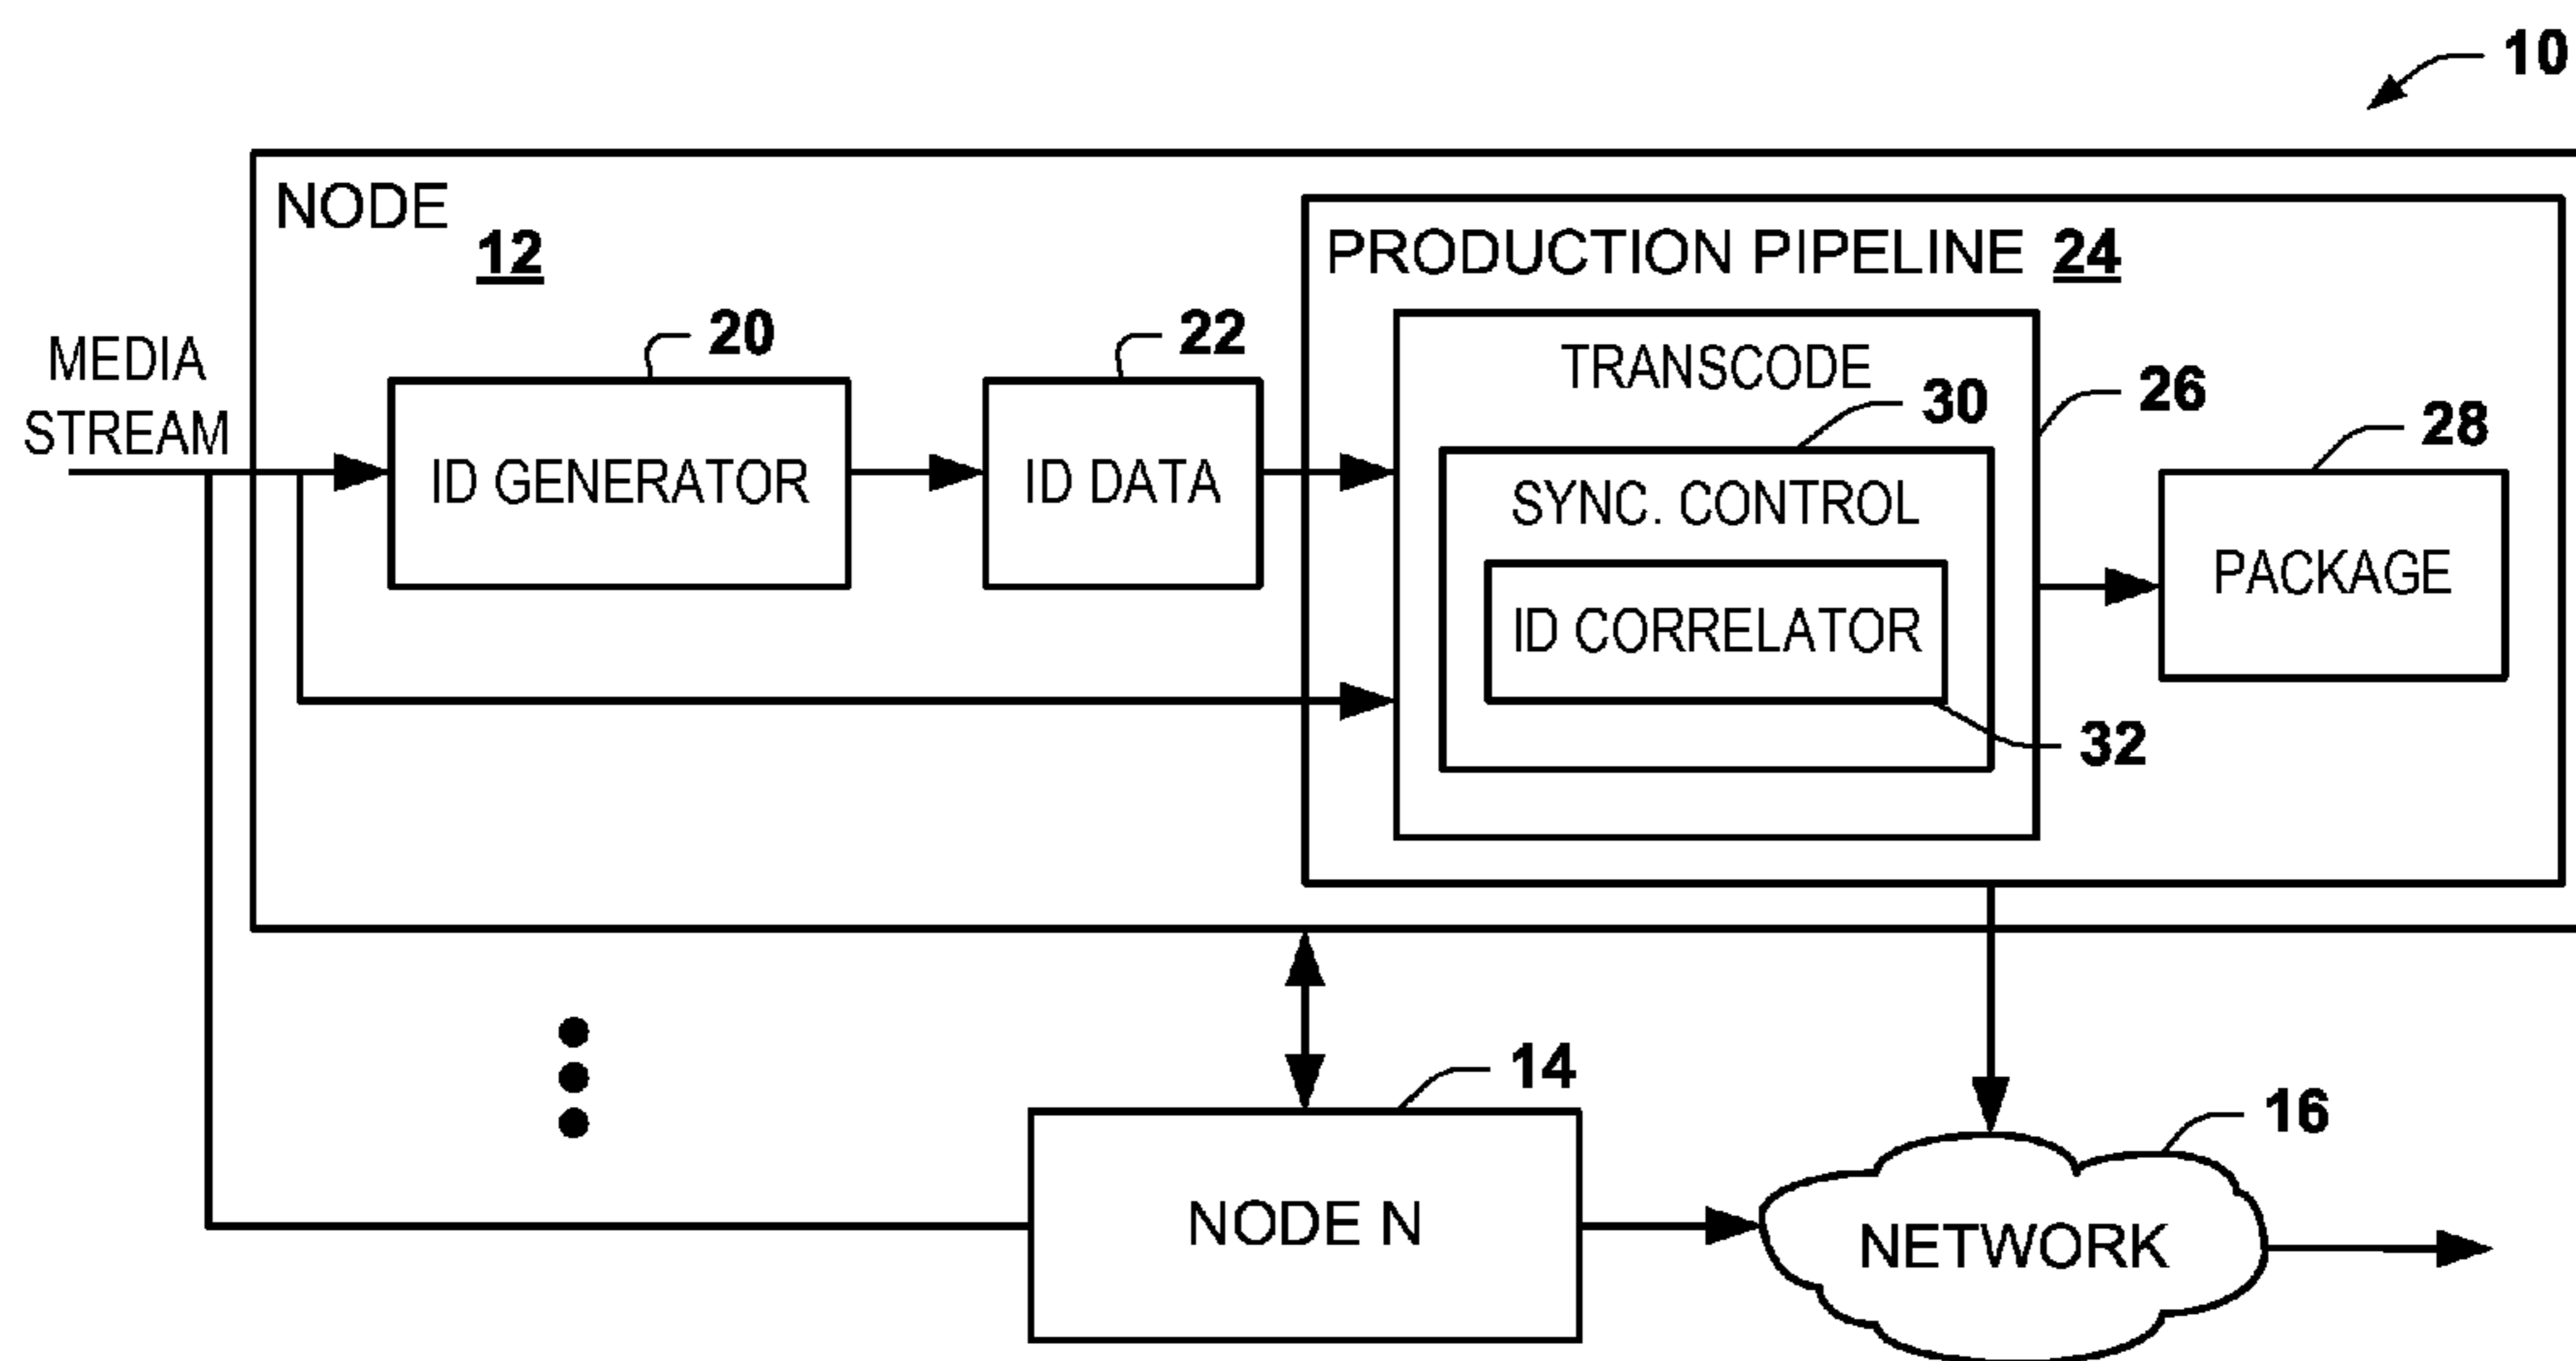 10
NODE
12
PRODUCTION PIPELINE 24
MEDIA
STREAM
20
22
ID GENERATOR
ID DATA
TRANSCODE
26
30
28
SYNC. CONTROL
ID CORRELATOR
PACKAGE
32
14
NODE N
16
NETWORK